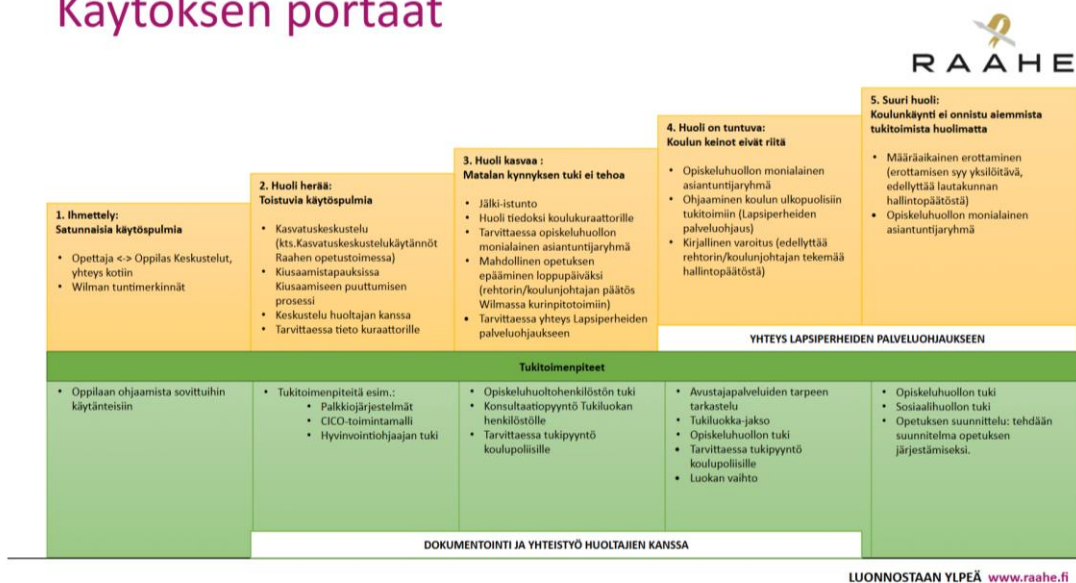 Käytöksen portaat
RAAHE
1. Ihmettely:
Satunnaisia käytöspulmia
• Opettaja <-> Oppilas Keskustelut,
yhteys kotiin
• Wilman tuntimerkinnät
2. Huoli herää:
Toistuvia käytöspulmia
• Kasvatuskeskustelu
(kts.Kasvatuskeskustelukäytännöt
Raahen opetustoimessa)
• Kiusaamistapauksissa
Kiusaamiseen puuttumisen
prosessi
• Keskustelu huoltajan kanssa
• Tarvittaessa tieto kuraattorille
3. Huoli kasvaa :
Matalan kynnyksen tuki ei tehoa
• Jälki-istunto
• Huoli tiedoksi koulukuraattorille
• Tarvittaessa opiskeluhuollon
monialainen asiantuntijaryhmä
• Mahdollinen opetuksen
epääminen loppupäiväksi
(rehtorin/koulunjohtajan päätös
Wilmassa kurinpitotoimiin)
• Tarvittaessa yhteys Lapsiperheiden
palveluohjaukseen
4. Huoli on tuntuva:
Koulun keinot eivät riitä
• Opiskeluhuollon monialainen
asiantuntijaryhmä
• Ohjaaminen koulun ulkopuolisiin
tukitoimiin (Lapsiperheiden
palveluohjaus)
• Kirjallinen varoitus (edellyttää
rehtorin/koulunjohtajan tekemää
hallintopäätöstä)
5. Suuri huoli:
Koulunkäynti ei onnistu aiemmista
tukitoimista huolimatta
• Määräaikainen erottaminen
(erottamisen syy yksilöitävä,
edellyttää lautakunnan
hallintopäätöstä)
• Opiskeluhuollon monialainen
asiantuntijaryhmä
YHTEYS LAPSIPERHEIDEN PALVELUOHJAUKSEEN
Tukitoimenpiteet
• Oppilaan ohjaamista sovittuihin
käytänteisiin
• Tukitoimenpiteitä esim.:
• Palkkiojärjestelmät
• CICO-toimintamalli
• Hyvinvointiohjaajan tuki
• Opiskeluhuoltohenkilöstön tuki
• Konsultaatiopyyntö Tukiluokan
henkilöstölle
• Tarvittaessa tukipyyntö
koulupoliisille
• Avustajapalveluiden tarpeen
tarkastelu
• Tukiluokka-jakso
• Opiskeluhuollon tuki
• Tarvittaessa tukipyyntö
koulupoliisille
• Luokan vaihto
• Opiskeluhuollon tuki
• Sosiaalihuollon tuki
• Opetuksen suunnittelu: tehdään
suunnitelma opetuksen
järjestämiseksi.
DOKUMENTOINTI JA YHTEISTYÖ HUOLTAJIEN KANSSA
LUONNOSTAAN YLPEÄ www.raahe.fi